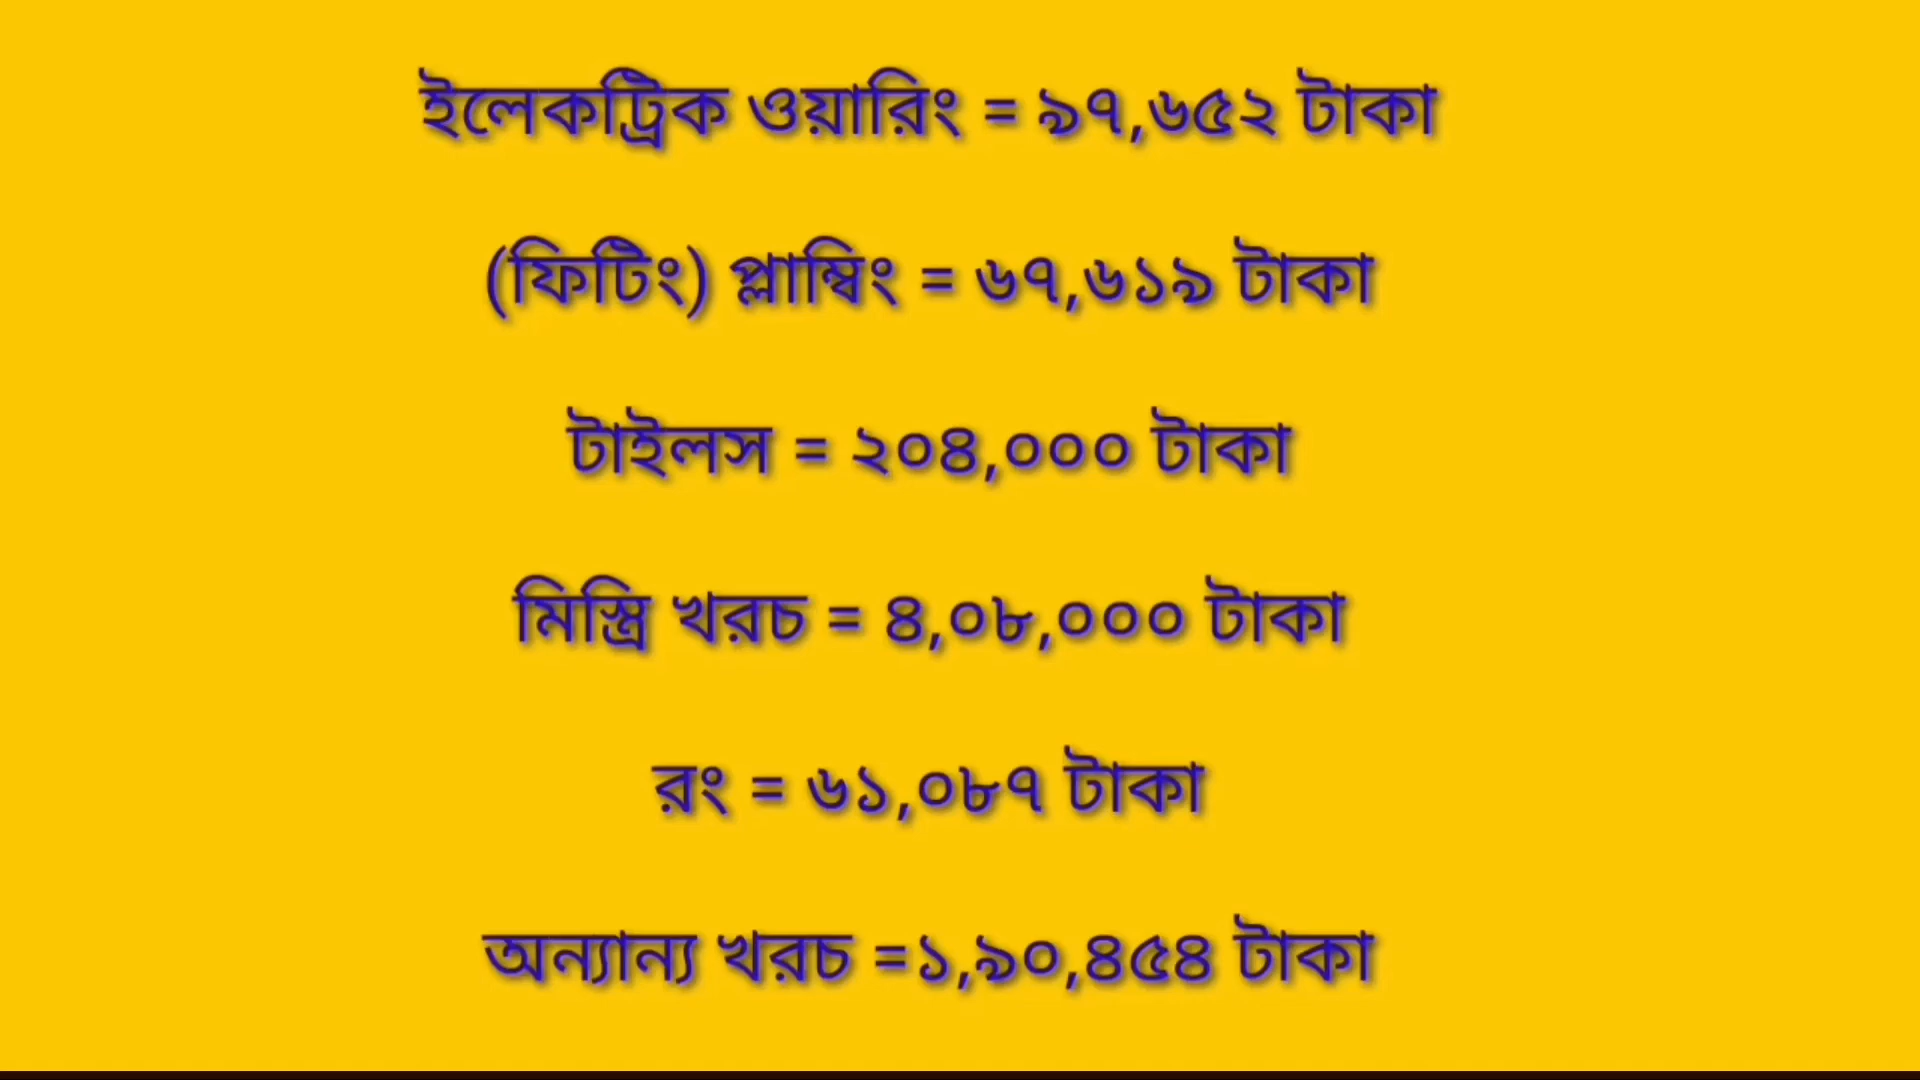 ইলেকট্রিক ওয়ারিং = ৯৭,৬৫২ টাকা
(ফিটিং) প্লাম্বিং = ৬৭,৬১৯ টাকা
টাইলস = ২০৪,০০০ টাকা
মিস্ত্রি খরচ = ৪,০৮,০০০ টাকা
রং = ৬১,০৮৭ টাকা
অন্যান্য খরচ =১,৯০,৪৫৪ টাকা